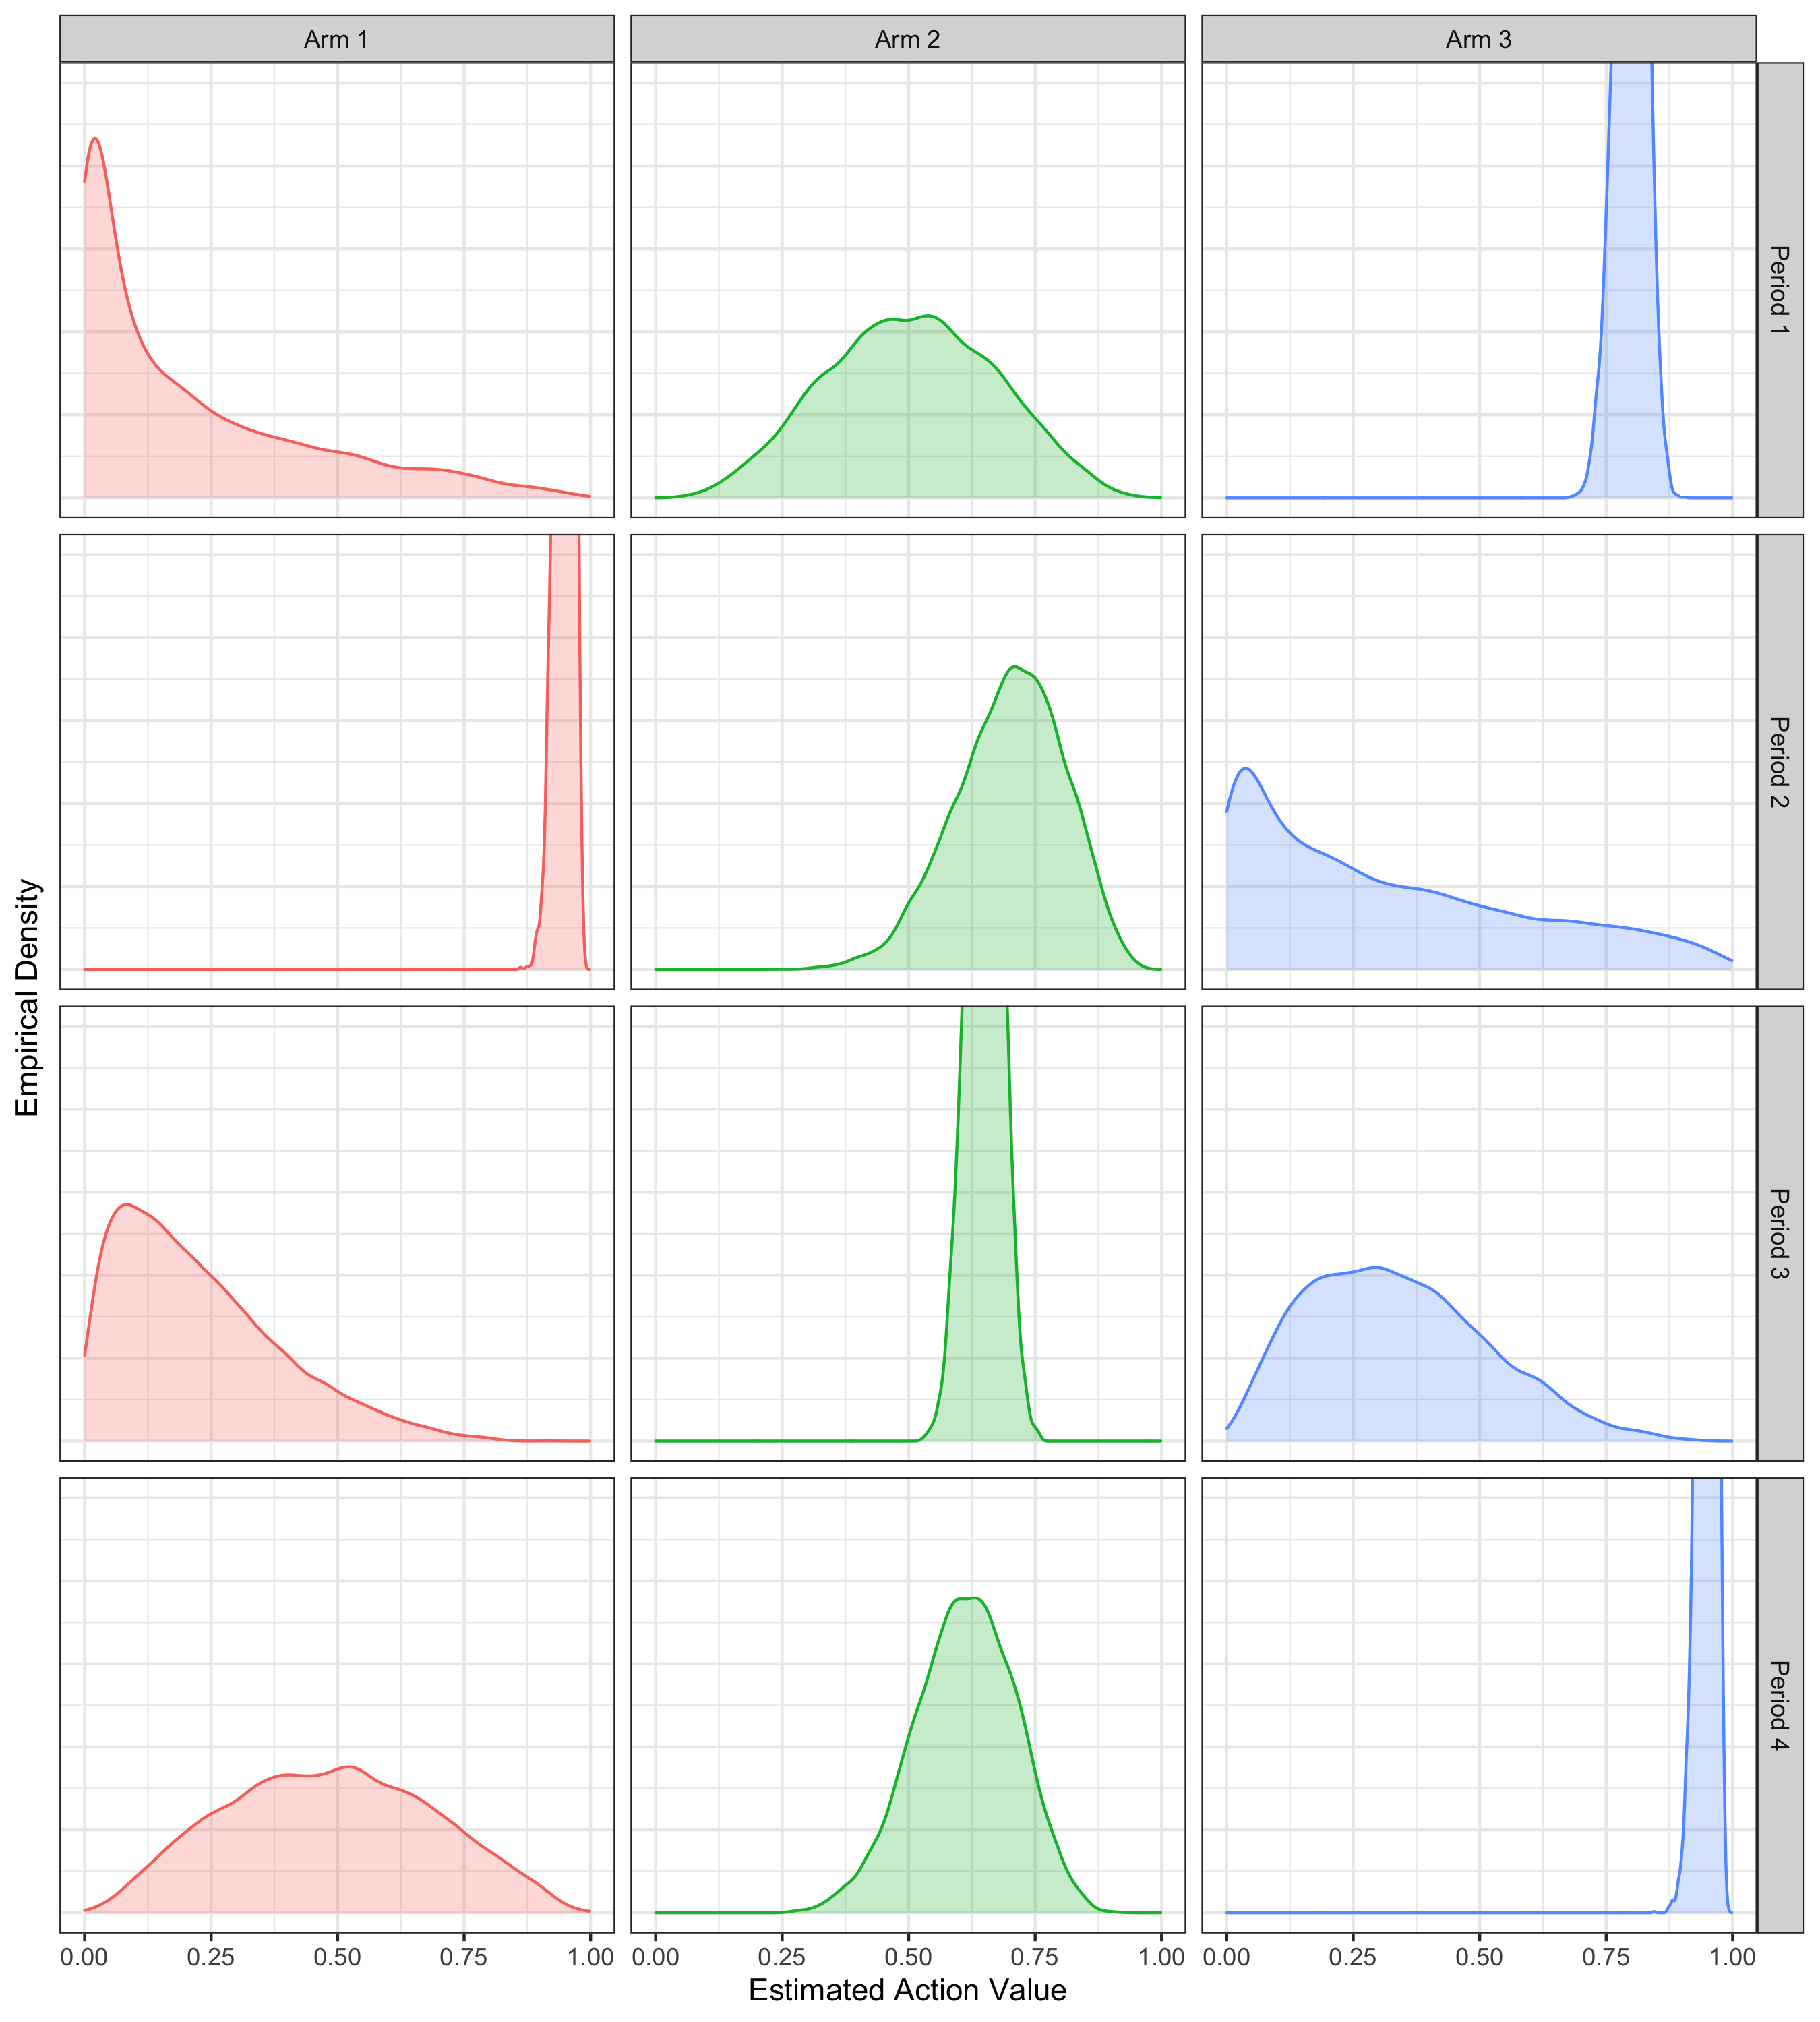 Arm 1
Arm 2
Arm 3
Period 1
Period 2
Period 3
Period 4
Empirical Density
0.00 0.25 0.50 0.75 1.00
0.00 0.25 0.50 0.75 1.00
0.00 0.25 0.50 0.75 1.00
Estimated Action Value